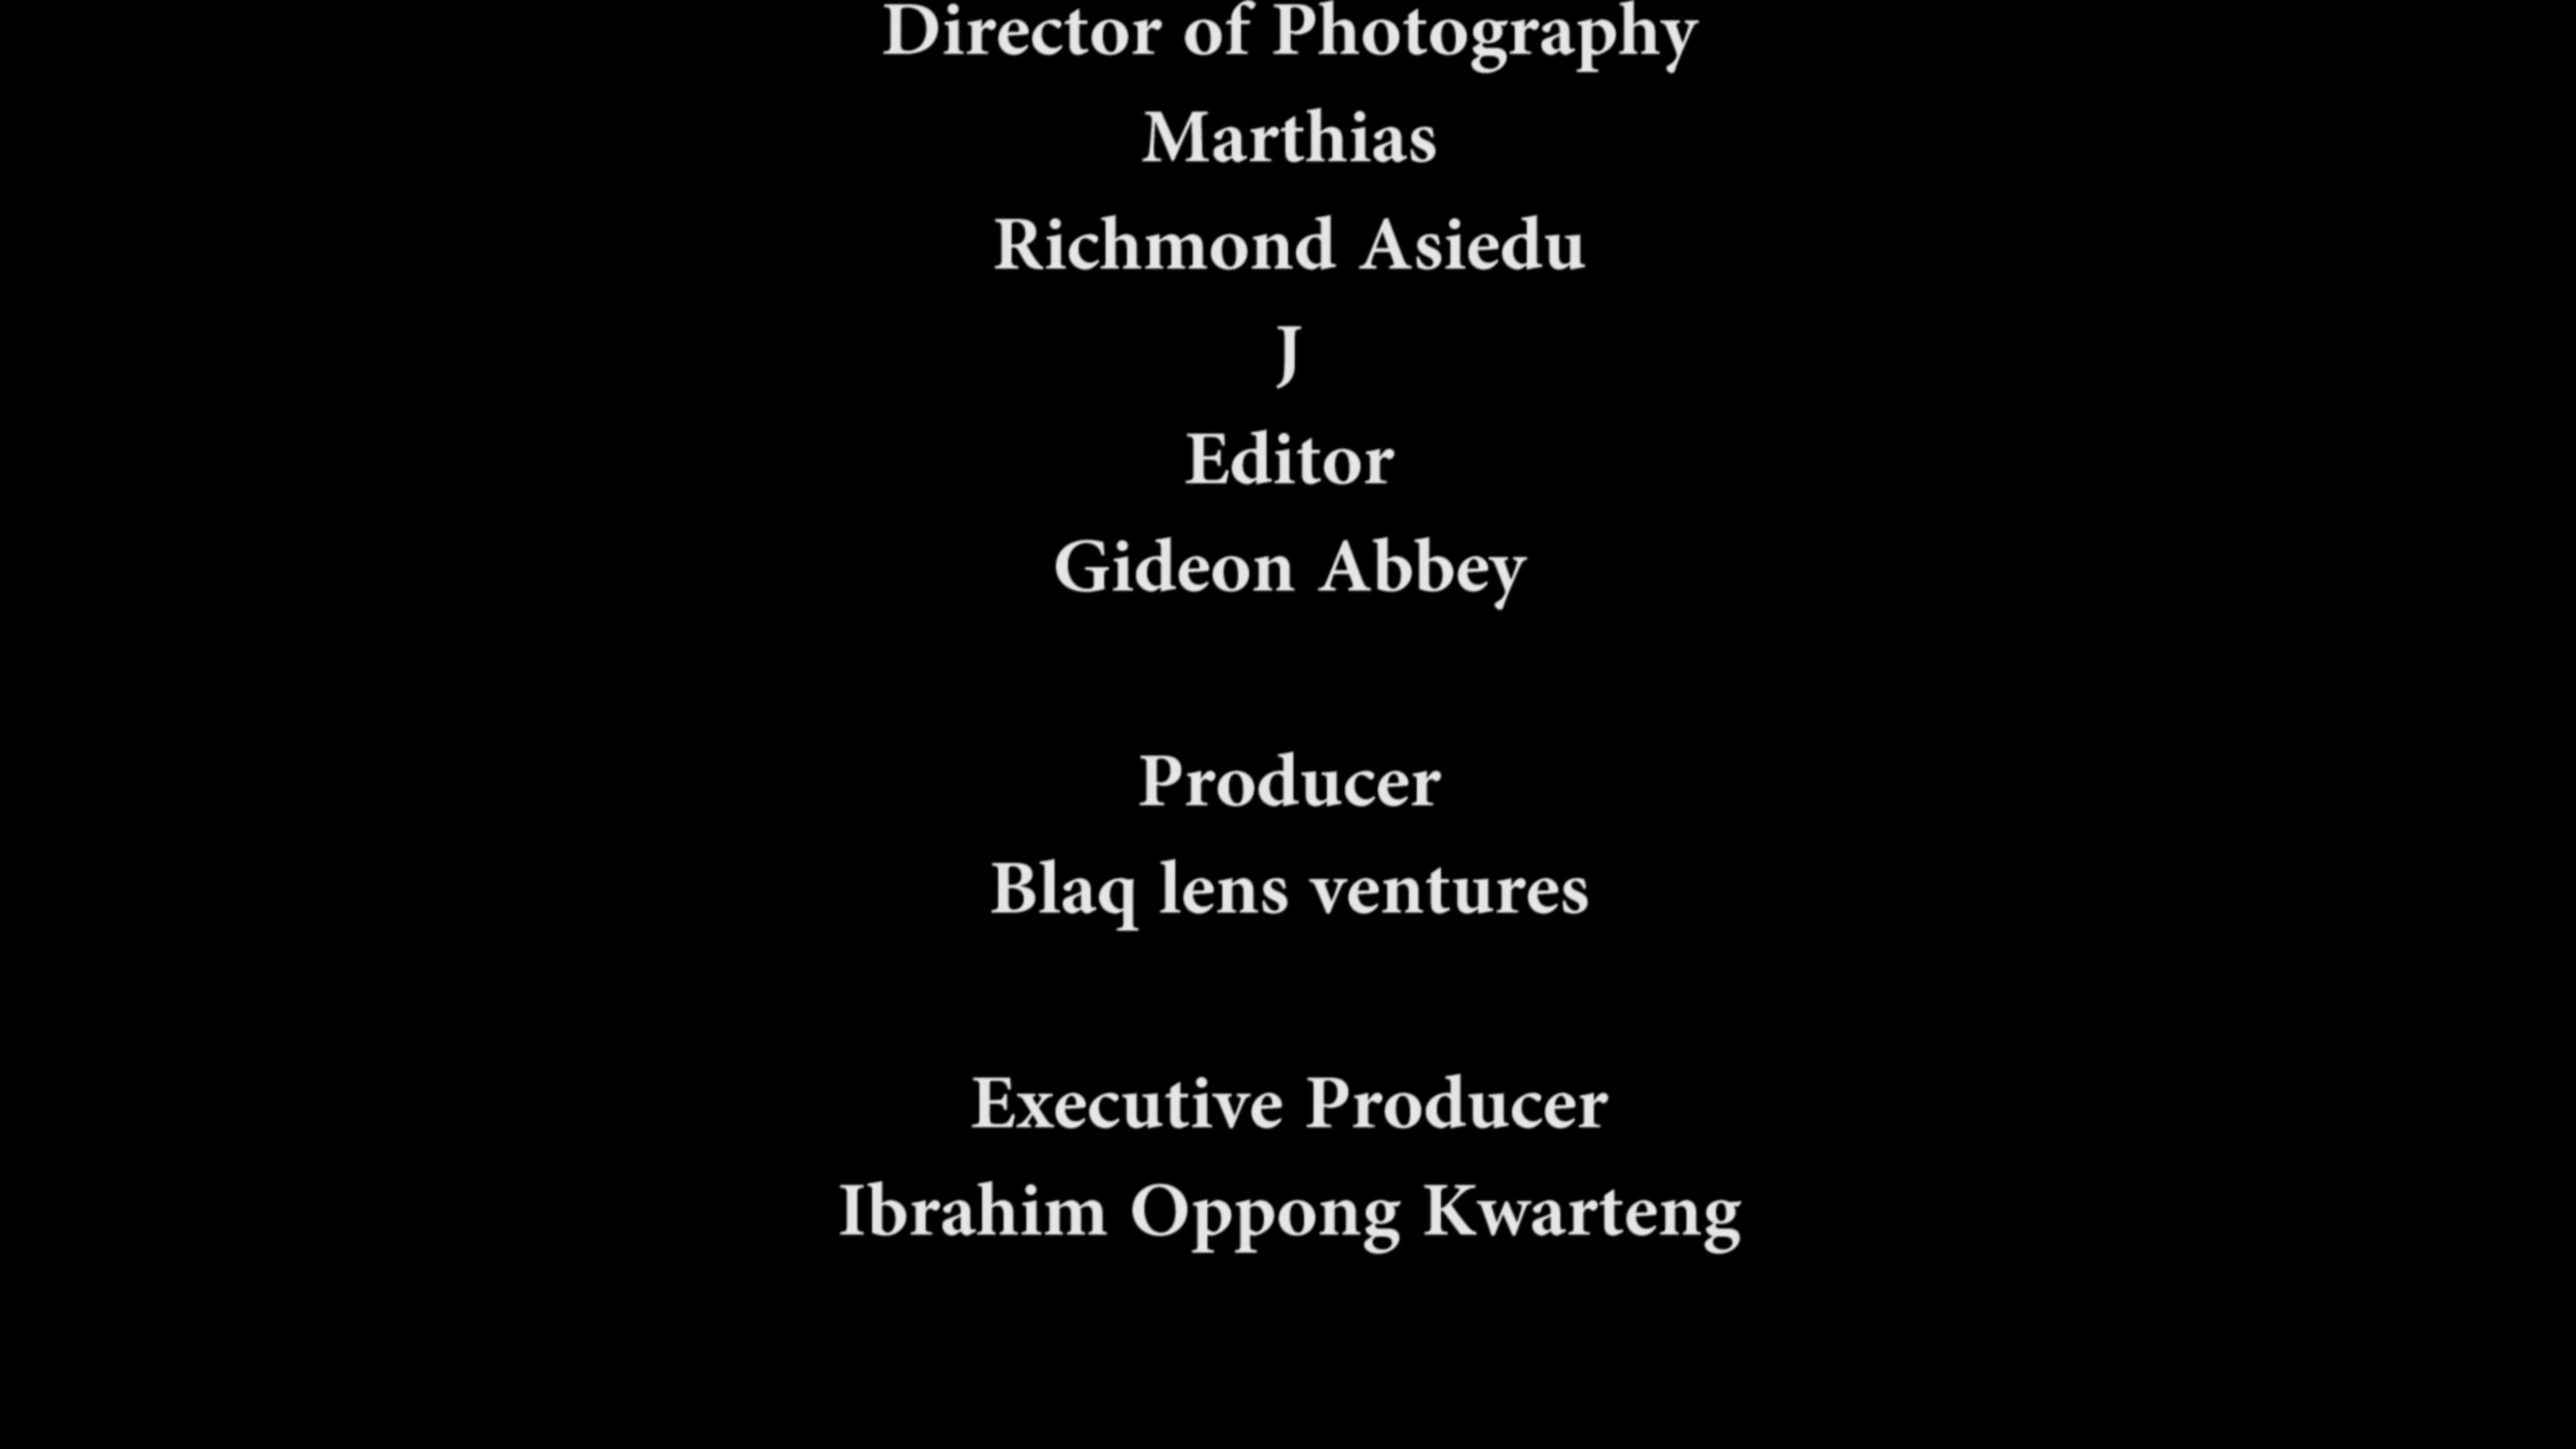 Director of Photography
Marthias
Richmond Asiedu
J
Editor
Gideon Abbey
Producer
Blaq lens ventures
Executive Producer
Ibrahim Oppong Kwarteng